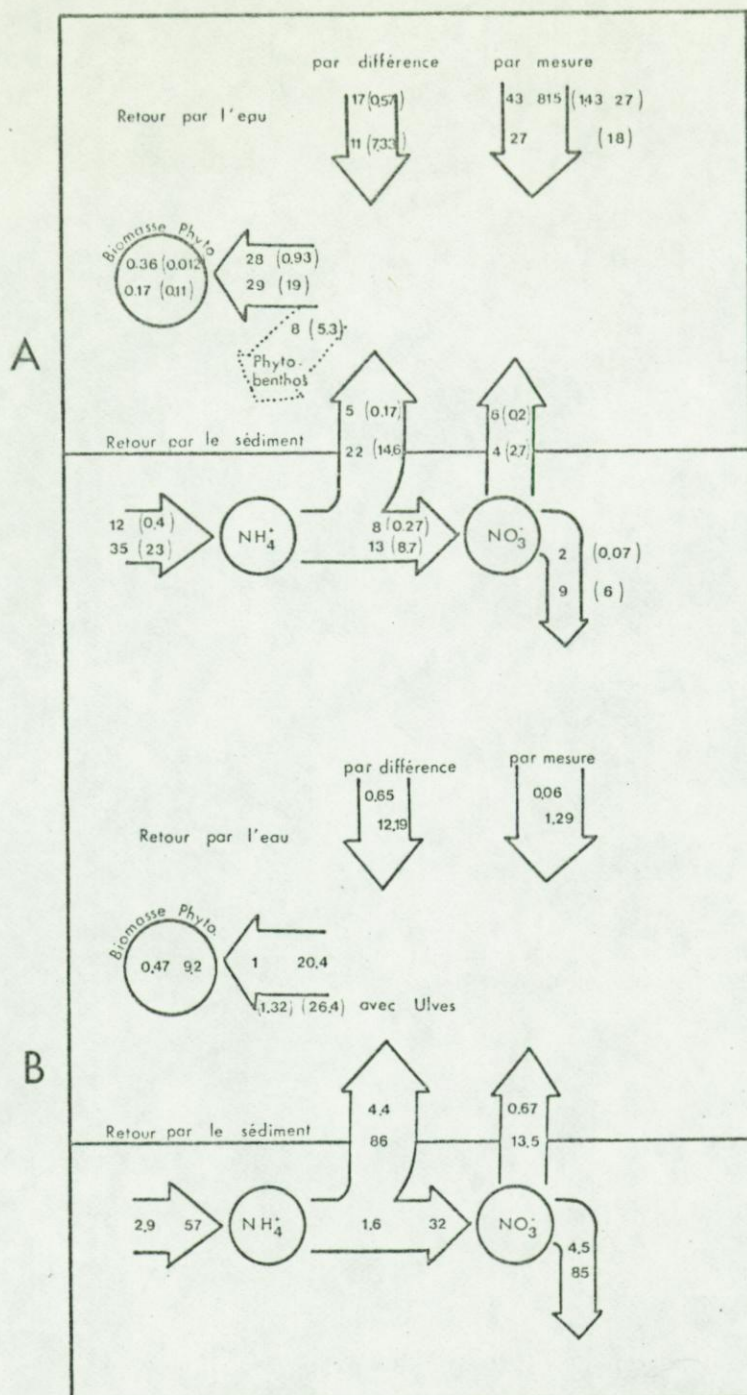 A
par différence par mesure
Retour par l'eau
17 (0,57)
11 (7,33)
43 815 (1,43 27
27 (18)
Biomasse Phyto
0.36 (0.012
0.17 (0,11)
28 (0,93)
29 (19)
8 (5,3)
Phyto-
benthos
5 (0.17)
22 (14,6)
6 (0,2)
4 (2,7)
Retour par le sédiment
12 (0,4)
35 (23)
NH₄⁺
8 (0.27)
13 (8,7)
NO₃⁻
2 (0,07)
9 (6)
B
par différence par mesure
0,65
12,19
0,06
1,29
Retour par l'eau
Biomasse Phyto.
0,47 9,2
1 20,4
(1,32) (26,4) avec Ulves
4,4
86
0,67
13,5
Retour par le sédiment
2,9 57
NH₄⁺
1,6 32
NO₃⁻
4,5
85